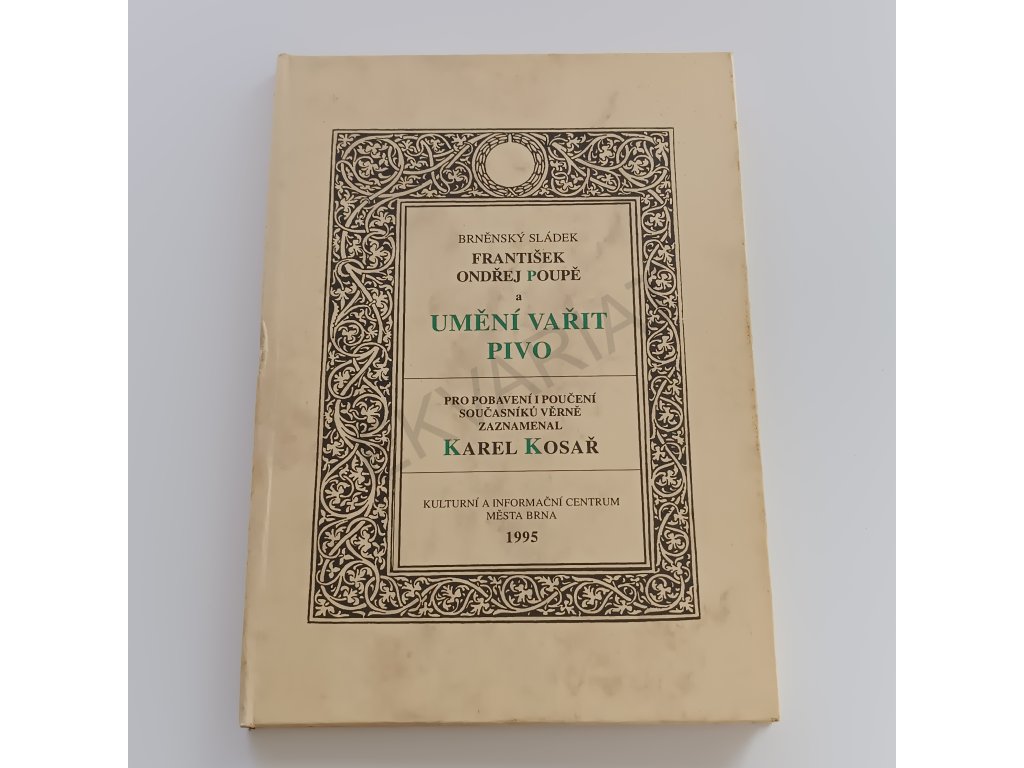 BRNĚNSKÝ SLÁDEK
FRANTIŠEK
ONDŘEJ POUPĚ
a
UMĚNÍ VAŘIT
PIVO
PRO POBAVENÍ I POUČENÍ
SOUČASNÍKŮ VĚRNĚ
ZAZNAMENAL
KAREL KOSAŘ
KULTURNÍ A INFORMAČNÍ CENTRUM
MĚSTA BRNA
1995